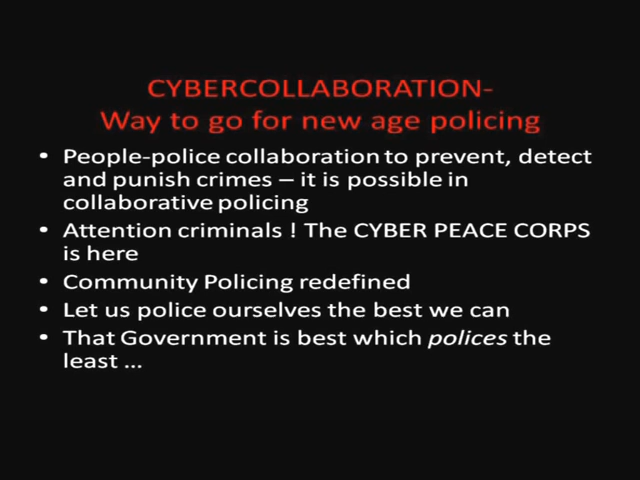 CYBERCOLLABORATION-
Way to go for new age policing
• People-police collaboration to prevent, detect
and punish crimes – it is possible in
collaborative policing
• Attention criminals ! The CYBER PEACE CORPS
is here
• Community Policing redefined
• Let us police ourselves the best we can
• That Government is best which polices the
least ...